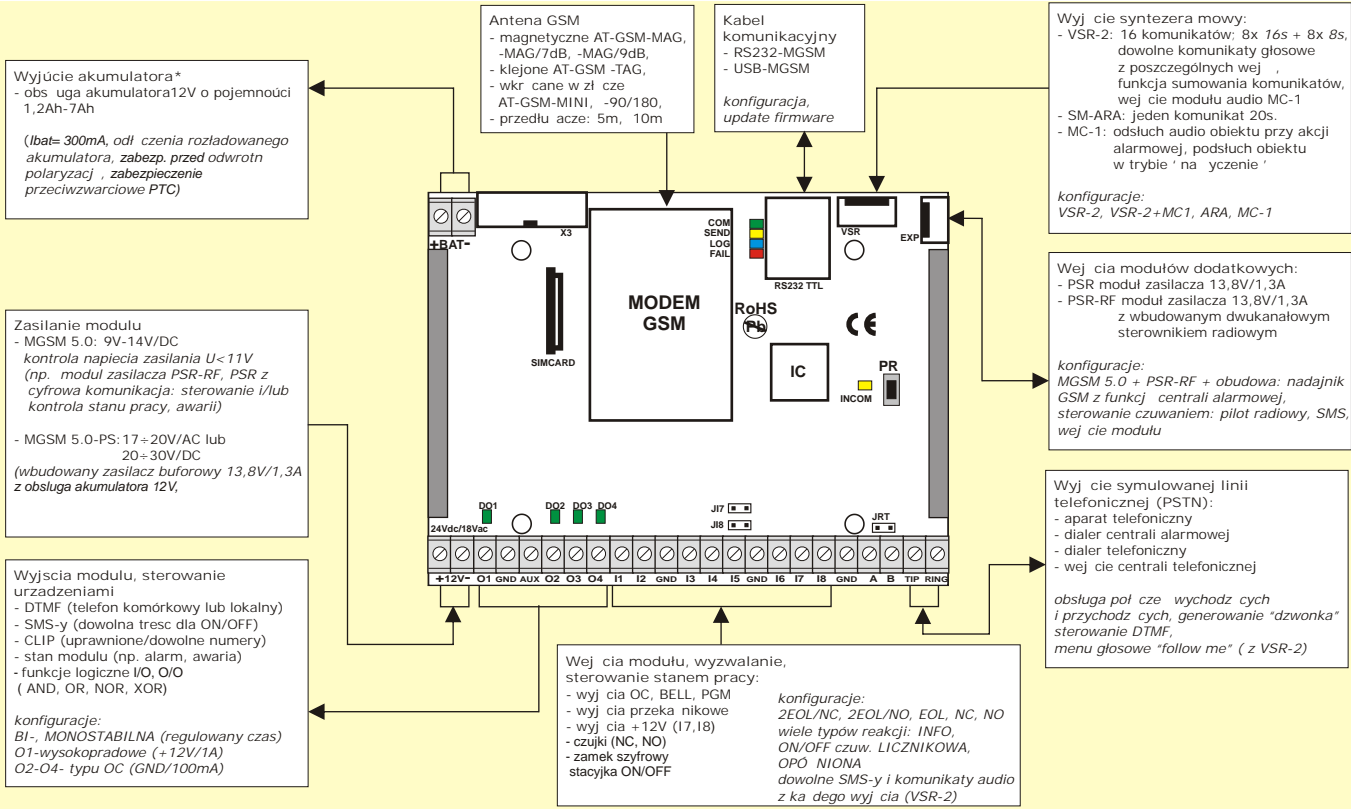 Antena GSM
- magnetyczne AT-GSM-MAG,
-MAG/7dB, -MAG/9dB,
- klejone AT-GSM -TAG,
- wkr cane w zł cze
AT-GSM-MINI, -90/180,
- przedłu acze: 5m, 10m
Kabel
komunikacyjny
- RS232-MGSM
- USB-MGSM
konfiguracja,
update firmware
Wyj cie syntezera mowy:
- VSR-2: 16 komunikatów; 8x 16s + 8x 8s,
dowolne komunikaty głosowe
z poszczególnych wej ,
funkcja sumowania komunikatów,
wej cie modułu audio MC-1
- SM-ARA: jeden komunikat 20s.
- MC-1: odsłuch audio obiektu przy akcji
alarmowej, podsłuch obiektu
w trybie ‘ na yczenie ‘
konfiguracje:
VSR-2, VSR-2+MC1, ARA, MC-1
Wyjúcie akumulatora*
- obs uga akumulatora12V o pojemnoúci
1,2Ah-7Ah
(Ibat= 300mA, odł czenia rozładowanego
akumulatora, zabezp. przed odwrotn
polaryzacj , zabezpieczenie
przeciwzwarciowe PTC)
+BAT-
X3
COM
SEND
LOG
FAIL
RS232 TTL
VSR
EXP
MODEM
GSM
SIMCARD
RoHS
Pb
CE
IC
PR
INCOM
Wej cia modułów dodatkowych:
- PSR moduł zasilacza 13,8V/1,3A
- PSR-RF moduł zasilacza 13,8V/1,3A
z wbudowanym dwukanałowym
sterownikiem radiowym
konfiguracje:
MGSM 5.0 + PSR-RF + obudowa: nadajnik
GSM z funkcj centrali alarmowej,
sterowanie czuwaniem: pilot radiowy, SMS,
wej cie modułu
Zasilanie modulu
- MGSM 5.0: 9V-14V/DC
kontrola napiecia zasilania U<11V
(np. modul zasilacza PSR-RF, PSR z
cyfrowa komunikacja: sterowanie i/lub
kontrola stanu pracy, awarii)
- MGSM 5.0-PS: 17÷20V/AC lub
20÷30V/DC
(wbudowany zasilacz buforowy 13,8V/1,3A
z obsluga akumulatora 12V,
DO1
DO2 DO3 DO4
JI7
JI8
JRT
24Vdc/18Vac
+12V- O1 GND AUX O2 O3 O4 I1 I2 GND I3 I4 I5 GND I6 I7 I8 GND A B TIP RING
Wyj cie symulowanej linii
telefonicznej (PSTN):
- aparat telefoniczny
- dialer centrali alarmowej
- dialer telefoniczny
- wej cie centrali telefonicznej
obsługa poł cze wychodz cych
i przychodz cych, generowanie “dzwonka”
sterowanie DTMF,
menu głosowe “follow me” ( z VSR-2)
Wyjscia modulu, sterowanie
urzadzeniami
- DTMF (telefon komórkowy lub lokalny)
- SMS-y (dowolna tresc dla ON/OFF)
- CLIP (uprawnione/dowolne numery)
- stan modulu (np. alarm, awaria)
- funkcje logiczne I/O, O/O
( AND, OR, NOR, XOR)
konfiguracje:
BI-, MONOSTABILNA (regulowany czas)
O1-wysokopradowe (+12V/1A)
O2-O4- typu OC (GND/100mA)
Wej cia modułu, wyzwalanie,
sterowanie stanem pracy:
- wyj cia OC, BELL, PGM
- wyj cia przeka nikowe
- wyj cia +12V (I7,I8)
- czujki (NC, NO)
- zamek szyfrowy
stacyjka ON/OFF
konfiguracje:
2EOL/NC, 2EOL/NO, EOL, NC, NO
wiele typów reakcji: INFO,
ON/OFF czuw. LICZNIKOWA,
OPÓ NIONA
dowolne SMS-y i komunikaty audio
z ka dego wyj cia (VSR-2)